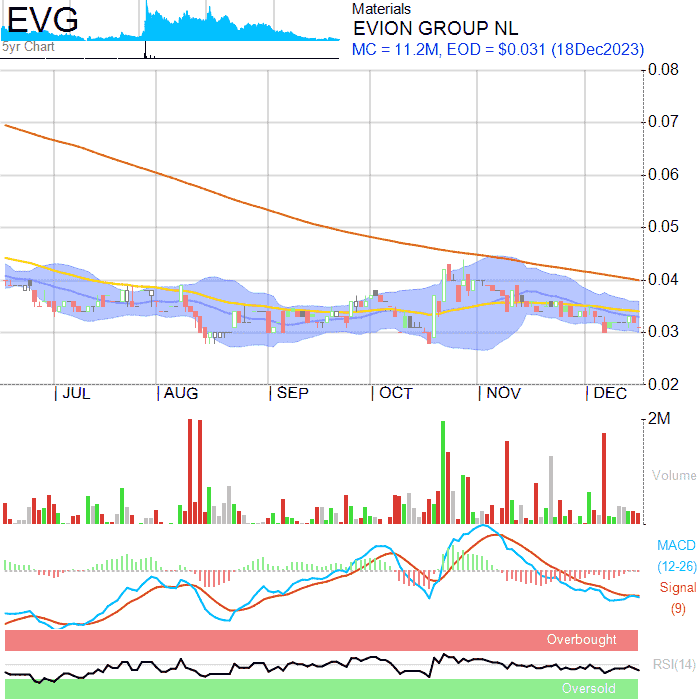 EVG
5yr Chart
Materials
EVION GROUP NL
MC = 11.2M, EOD = $0.031 (18Dec2023)
0.08
0.07
0.06
0.05
0.04
0.03
0.02
JUL AUG SEP OCT NOV DEC
2M
Volume
MACD
(12-26)
Signal
(9)
Overbought
RSI(14)
Oversold